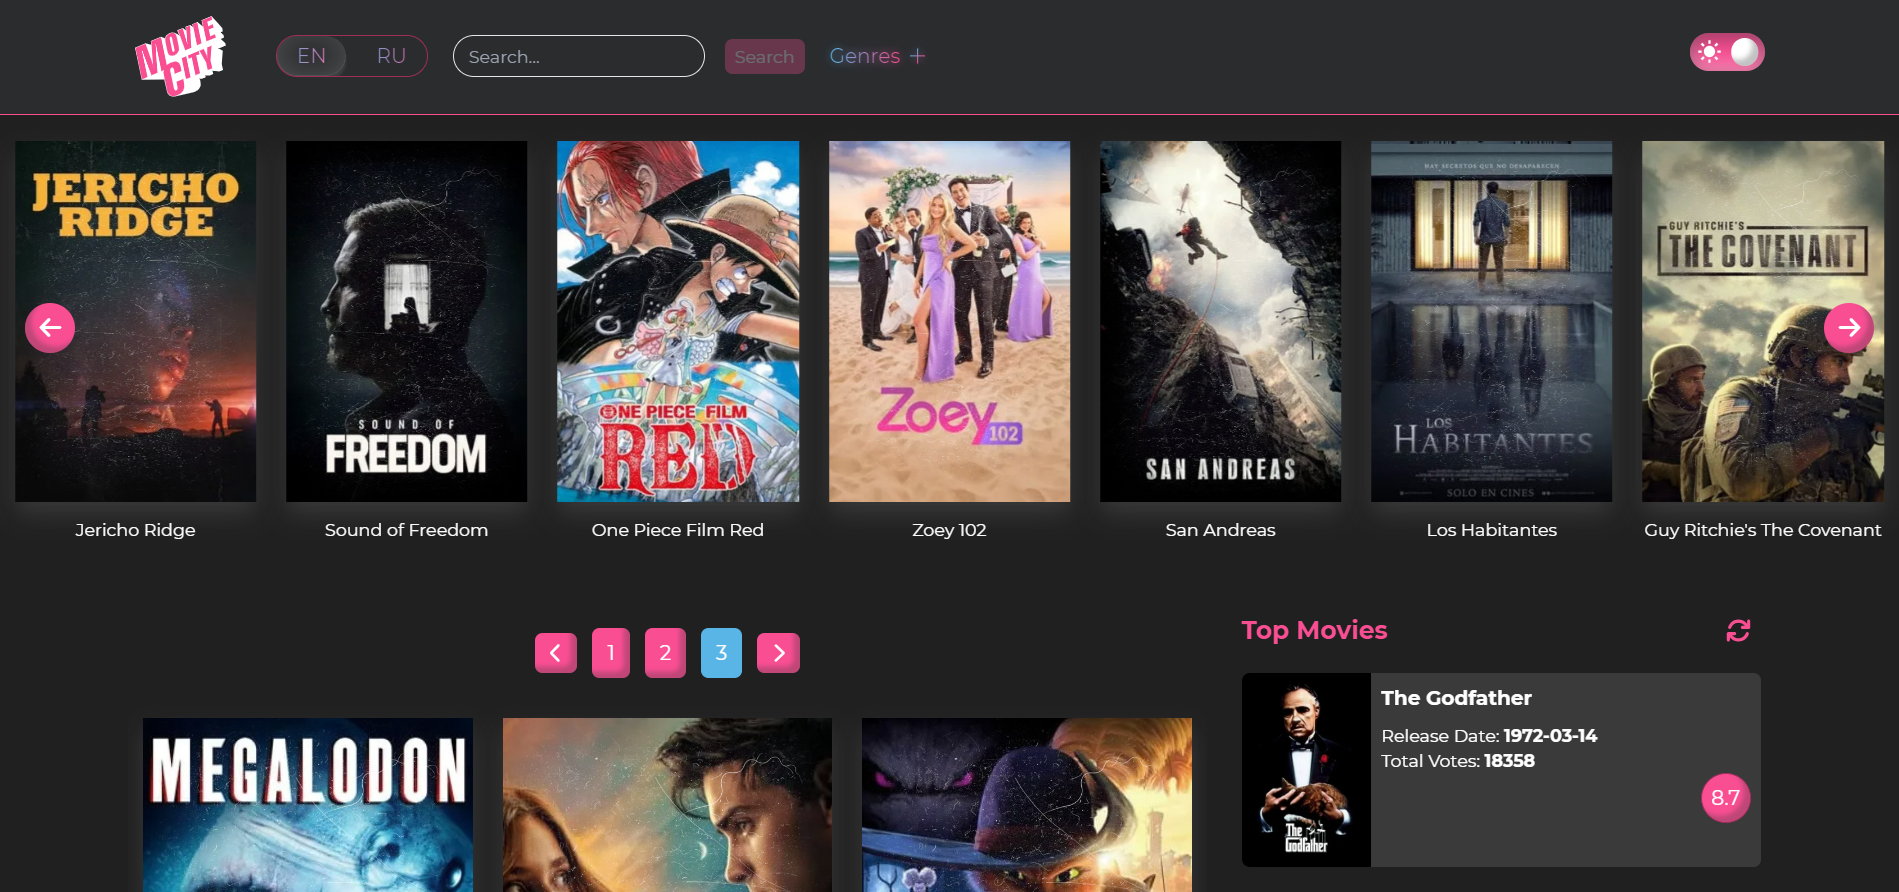 MOVIE
CITY
EN
RU
Search...
Search
Genres +
JERICHO
RIDGE
SOUND OF
FREEDOM
ONE PIECE FILM
RED
Zoey
102
SAN ANDREAS
HAY SECRETOS QUE NO DESAPARECEN
LOS
HABITANTES
SOLO EN CINES
GUY RITCHIE'S
THE COVENANT
Jericho Ridge
Sound of Freedom
One Piece Film Red
Zoey 102
San Andreas
Los Habitantes
Guy Ritchie's The Covenant
1
2
3
Top Movies
MEGALODON
The
Godfather
The Godfather
Release Date: 1972-03-14
Total Votes: 18358
8.7